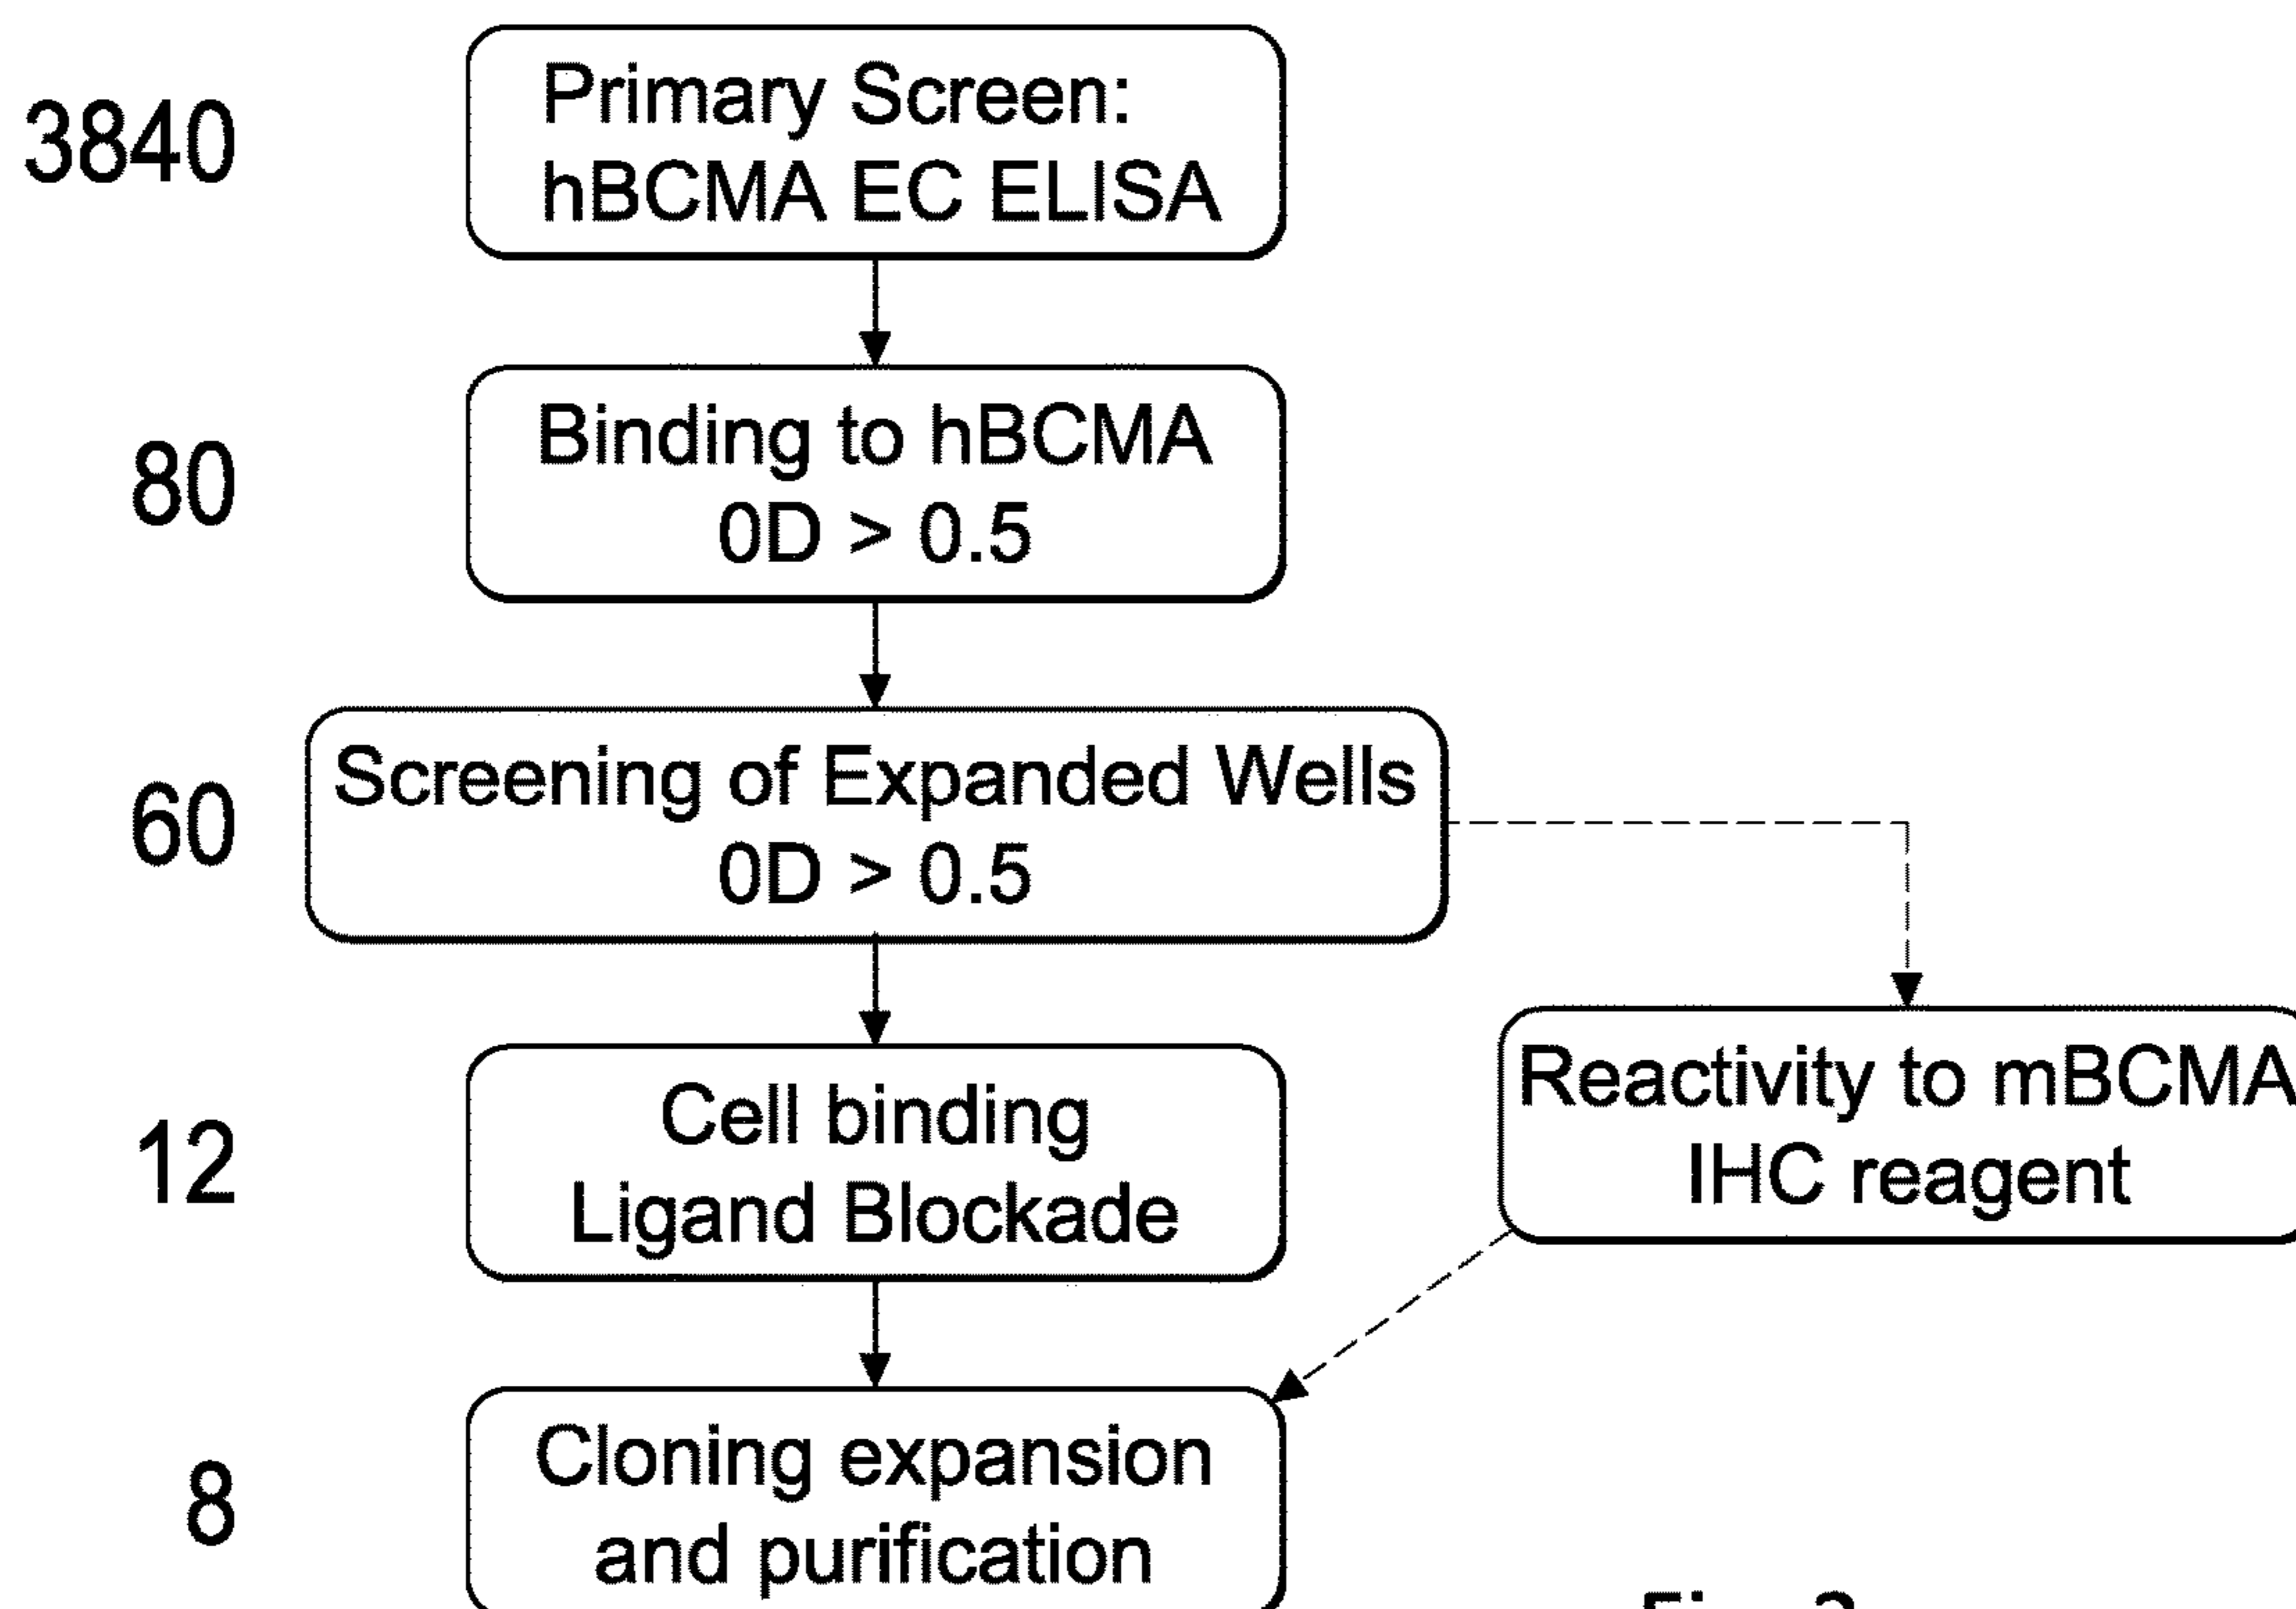 3840
Primary Screen:
hBCMA EC ELISA
80
Binding to hBCMA
0D > 0.5
60
Screening of Expanded Wells
0D > 0.5
12
Cell binding
Ligand Blockade
Reactivity to mBCMA
IHC reagent
8
Cloning expansion
and purification